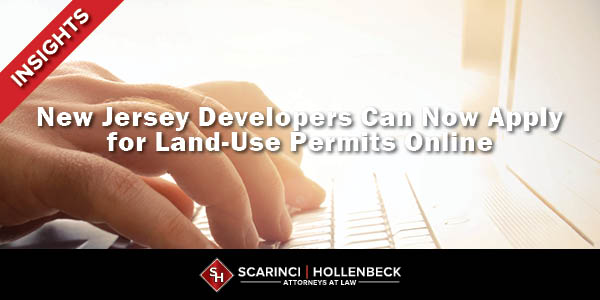 INSIGHTS
New Jersey Developers Can Now Apply
for Land-Use Permits Online
SH
SCARINCI | HOLLENBECK
ATTORNEYS AT LAW